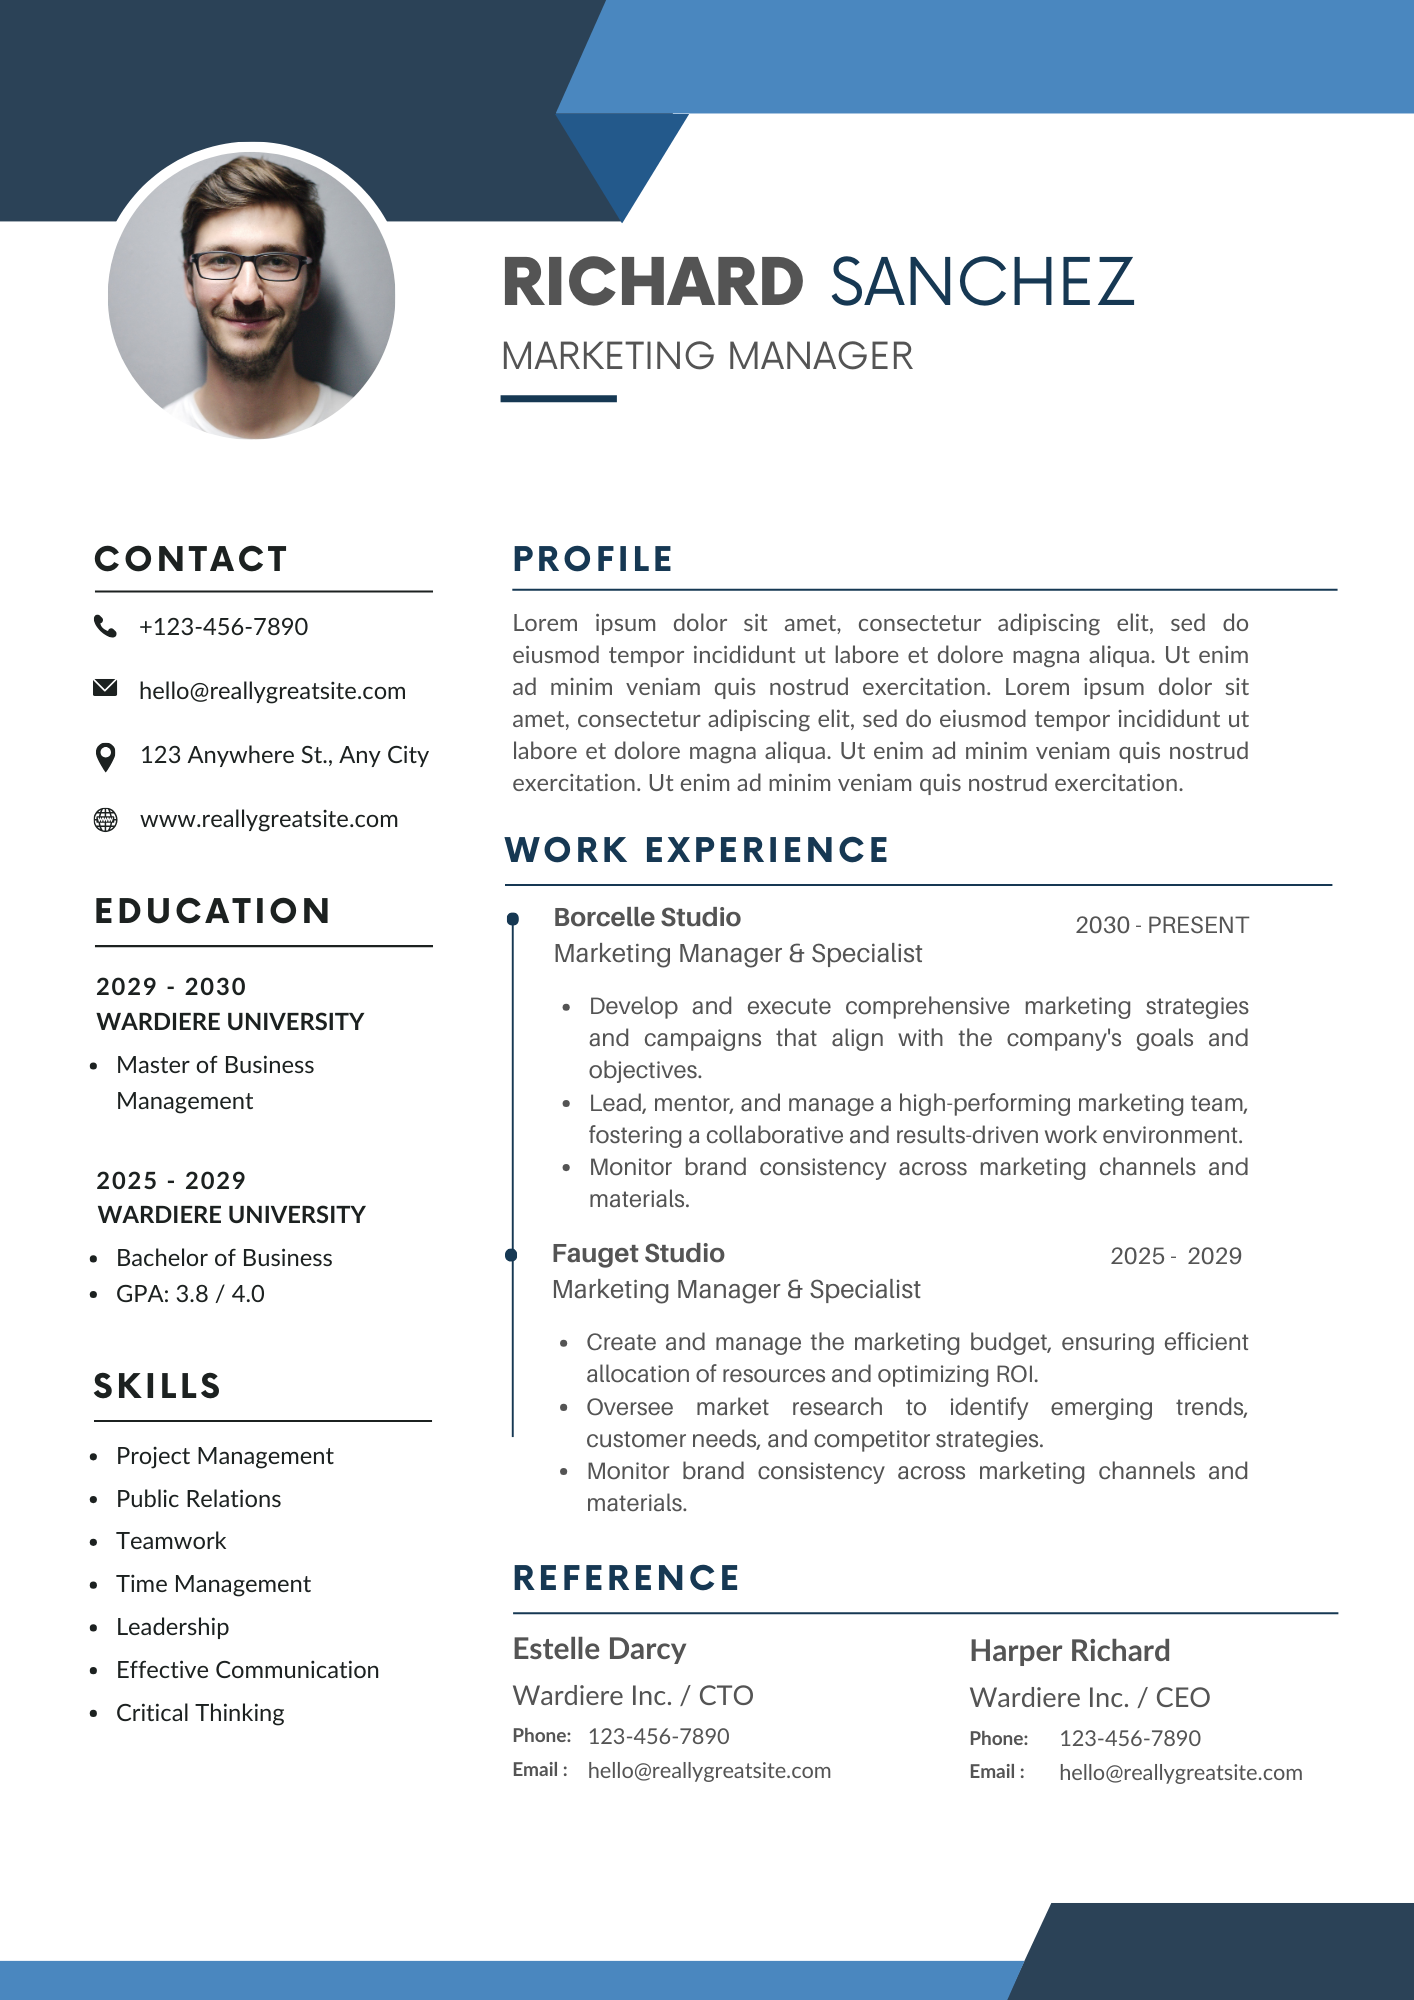 RICHARD SANCHEZ
MARKETING MANAGER
CONTACT
+123-456-7890
hello@reallygreatsite.com
123 Anywhere St., Any City
www.reallygreatsite.com
EDUCATION
2029 - 2030
WARDIERE UNIVERSITY
• Master of Business
Management
2025 - 2029
WARDIERE UNIVERSITY
• Bachelor of Business
• GPA: 3.8 / 4.0
SKILLS
• Project Management
• Public Relations
• Teamwork
• Time Management
• Leadership
• Effective Communication
• Critical Thinking
PROFILE
Lorem ipsum dolor sit amet, consectetur adipiscing elit, sed do
eiusmod tempor incididunt ut labore et dolore magna aliqua. Ut enim
ad minim veniam quis nostrud exercitation. Lorem ipsum dolor sit
amet, consectetur adipiscing elit, sed do eiusmod tempor incididunt ut
labore et dolore magna aliqua. Ut enim ad minim veniam quis nostrud
exercitation. Ut enim ad minim veniam quis nostrud exercitation.
WORK EXPERIENCE
Borcelle Studio 2030 - PRESENT
Marketing Manager & Specialist
• Develop and execute comprehensive marketing strategies
and campaigns that align with the company's goals and
objectives.
• Lead, mentor, and manage a high-performing marketing team,
fostering a collaborative and results-driven work environment.
• Monitor brand consistency across marketing channels and
materials.
Fauget Studio 2025 - 2029
Marketing Manager & Specialist
• Create and manage the marketing budget, ensuring efficient
allocation of resources and optimizing ROI.
• Oversee market research to identify emerging trends,
customer needs, and competitor strategies.
• Monitor brand consistency across marketing channels and
materials.
REFERENCE
Estelle Darcy
Wardiere Inc. / CTO
Phone: 123-456-7890
Email : hello@reallygreatsite.com
Harper Richard
Wardiere Inc. / CEO
Phone: 123-456-7890
Email : hello@reallygreatsite.com